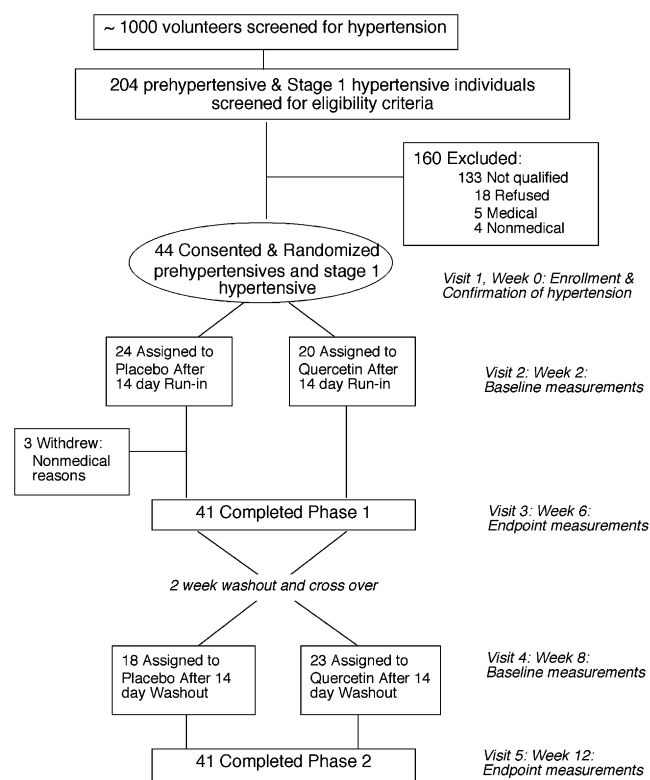 ~ 1000 volunteers screened for hypertension
204 prehypertensive & Stage 1 hypertensive individuals
screened for eligibility criteria
160 Excluded:
133 Not qualified
18 Refused
5 Medical
4 Nonmedical
44 Consented & Randomized
prehypertensives and stage 1
hypertensive
Visit 1, Week 0: Enrollment &
Confirmation of hypertension
24 Assigned to
Placebo After
14 day Run-in
20 Assigned to
Quercetin After
14 day Run-in
Visit 2: Week 2:
Baseline measurements
3 Withdrew:
Nonmedical
reasons
41 Completed Phase 1
Visit 3: Week 6:
Endpoint measurements
2 week washout and cross over
18 Assigned to
Placebo After 14
day Washout
23 Assigned to
Quercetin After 14
day Washout
Visit 4: Week 8:
Baseline measurements
41 Completed Phase 2
Visit 5: Week 12:
Endpoint measurements